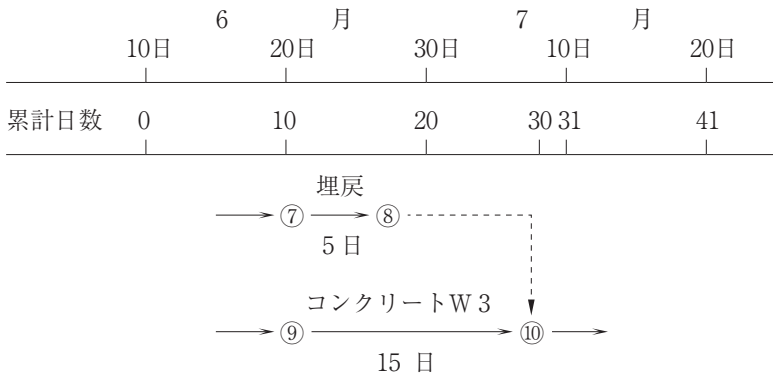 6 月 7 月
10日 20日 30日 10日 20日
累計日数 0 10 20 30 31 41
埋戻
⑦ ⑧
5日
コンクリートW3
⑨ ⑩
15 日